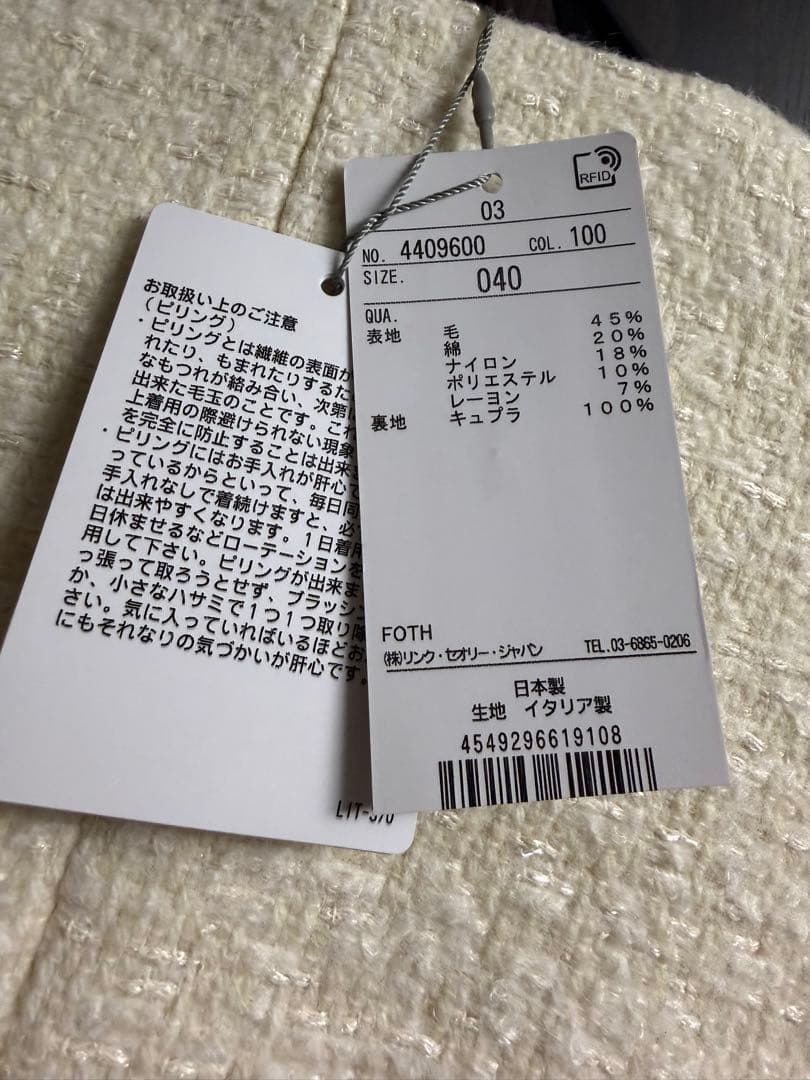 お取扱い上のご注意
(ピリング)
・ピリングとは繊維の表面が
れたり、もまれたりするた
なもつれが絡み合い、次第に
出来た毛玉のことです。これ
上着用の際避けられない現象
を完全に防止することは出来
・ピリングにはお手入れが肝心で
っているからといって、毎日同
手入れなしで着続けますと、必
は出来やすくなります。1日着用
日休ませるなどローテーションを
用して下さい。ピリングが出来ま
っ張って取ろうとせず、ブラッシ
か、小さなハサミで1つ1つ取り除
さい。気に入っていればいるほどお
にもそれなりの気づかいが肝心です。
LIT-370
RFID
03
NO. 4409600 COL. 100
SIZE. 040
QUA.
表地 毛 45%
綿 20%
ナイロン 18%
ポリエステル 10%
レーヨン 7%
裏地 キュプラ 100%
FOTH
(株)リンク・セオリー・ジャパン TEL.03-6865-0206
日本製
生地 イタリア製
4549296619108